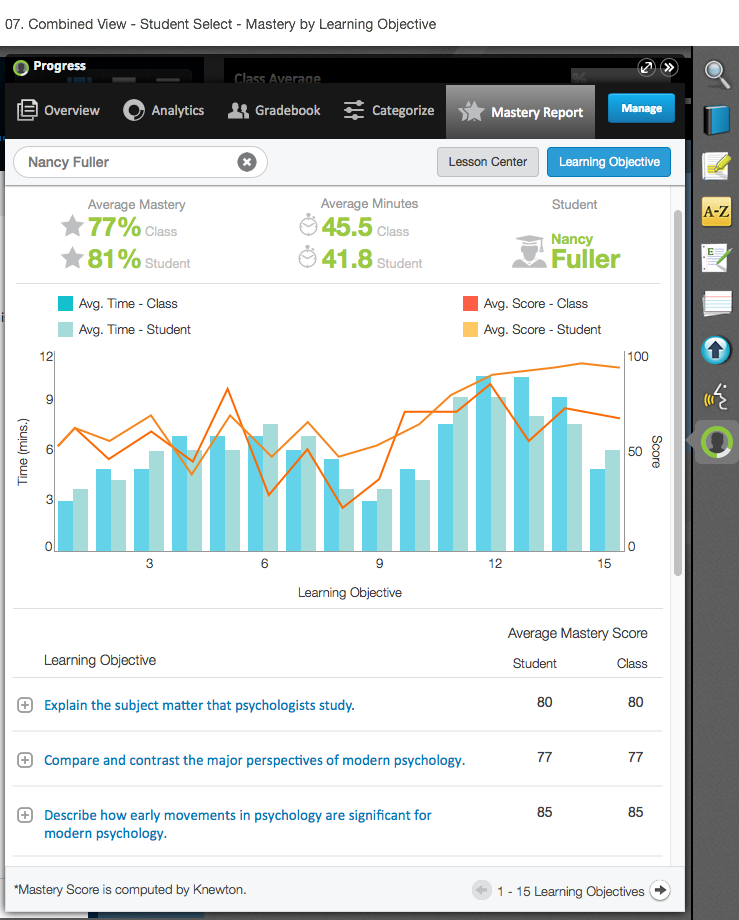 07. Combined View - Student Select - Mastery by Learning Objective
Progress
Class Average
%
Overview
Analytics
Gradebook
Categorize
Mastery Report
Manage
Nancy Fuller
Lesson Center
Learning Objective
Average Mastery
77% Class
81% Student
Average Minutes
45.5 Class
41.8 Student
Student
Nancy
Fuller
A-Z
E
Avg. Time - Class
Avg. Time - Student
Avg. Score - Class
Avg. Score - Student
Time (mins.)
12
9
6
3
0
100
50
0
Score
3
6
9
12
15
Learning Objective
Average Mastery Score
Learning Objective
Student
Class
Explain the subject matter that psychologists study.
80
80
Compare and contrast the major perspectives of modern psychology.
77
77
Describe how early movements in psychology are significant for
modern psychology.
85
85
*Mastery Score is computed by Knewton.
1 - 15 Learning Objectives